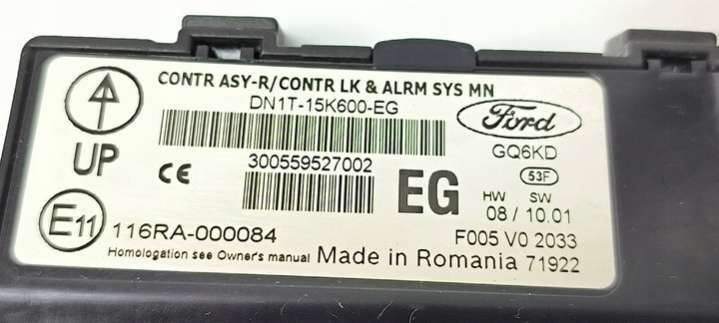 CONTR ASY-R/CONTR LK & ALRM SYS MN
DN1T-15K600-EG
Ford
GQ6KD
53F
UP
CE
300559527002
EG
HW SW
08 / 10.01
E11
116RA-000084
F005 V0 2033
Homologation see Owner's manual
Made in Romania 71922